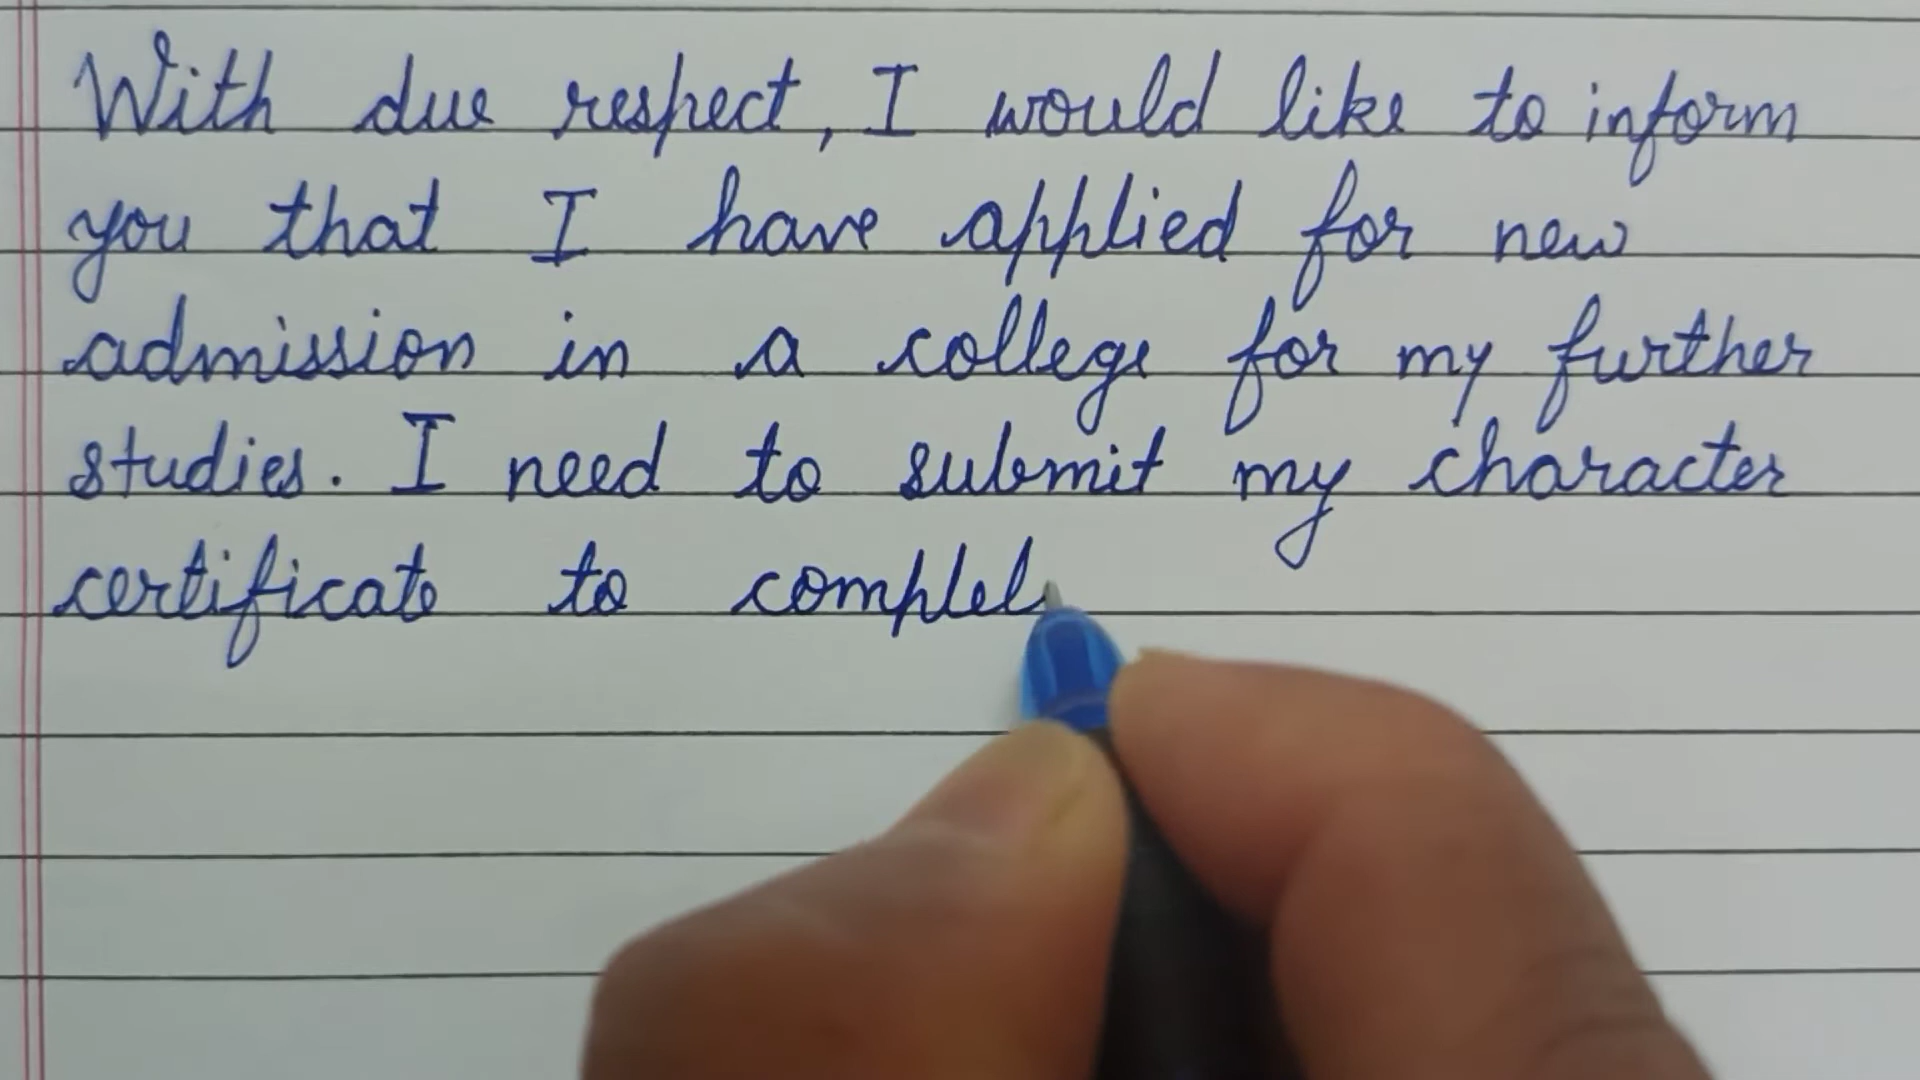 With due respect, I would like to inform
you that I have applied for new
admission in a college for my further
studies. I need to submit my character
certificate to complet